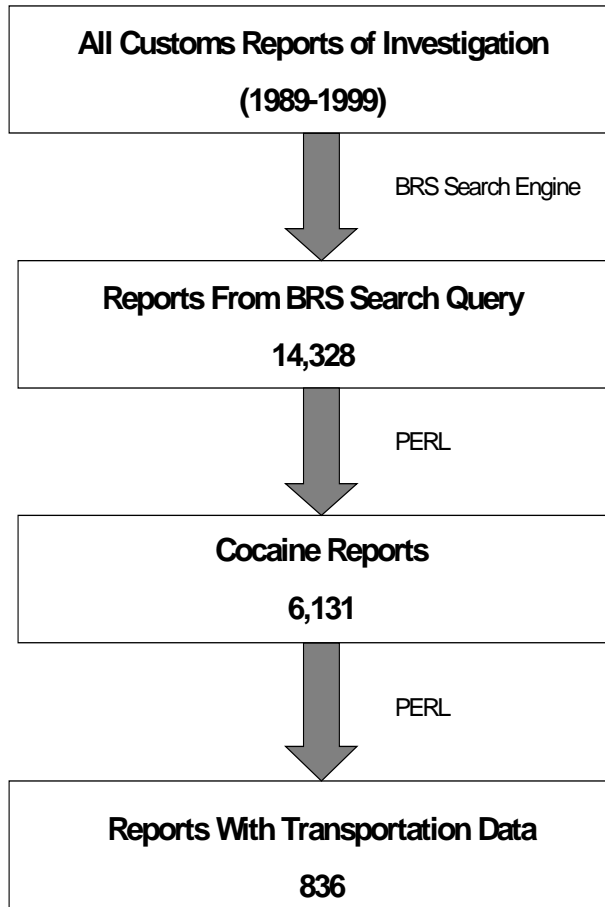 All Customs Reports of Investigation
(1989-1999)
BRS Search Engine
Reports From BRS Search Query
14,328
PERL
Cocaine Reports
6,131
PERL
Reports With Transportation Data
836